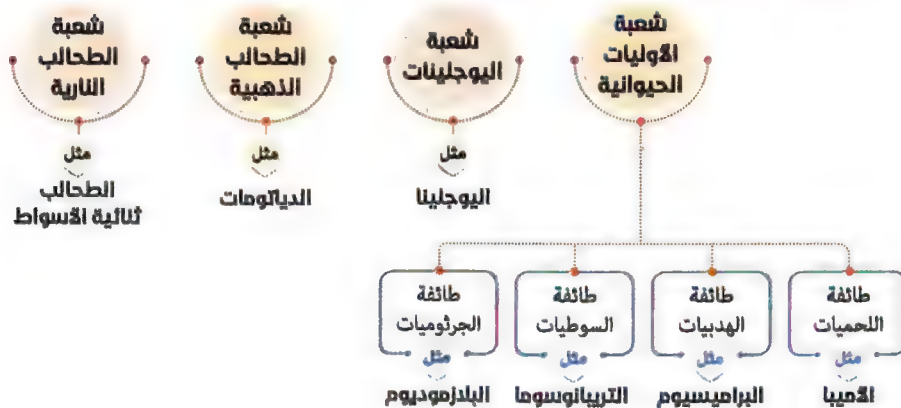 شعبة
الأوليات
الحيوانية
شعبة
اليوجلينات
مثل
اليوجلينا
شعبة
الطحالب
الذهبية
مثل
الدياتومات
شعبة
الطحالب
النارية
مثل
الطحالب
ثنائية الأسواط
طائفة
اللحميات
مثل
الأميبا
طائفة
الهدبيات
مثل
البراميسيوم
طائفة
السوطيات
مثل
التريبانوسوما
طائفة
الجرثوميات
مثل
البلازموديوم